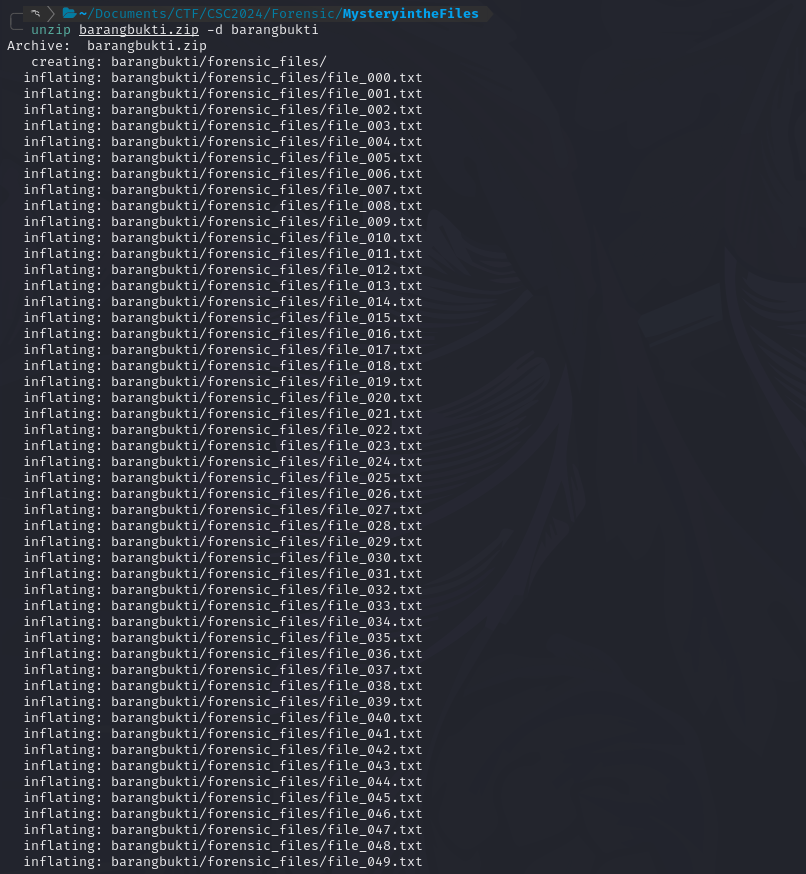 ~/Documents/CTF/CSC2024/Forensic/MysteryintheFiles
unzip barangbukti.zip -d barangbukti
Archive:  barangbukti.zip
   creating: barangbukti/forensic_files/
  inflating: barangbukti/forensic_files/file_000.txt
  inflating: barangbukti/forensic_files/file_001.txt
  inflating: barangbukti/forensic_files/file_002.txt
  inflating: barangbukti/forensic_files/file_003.txt
  inflating: barangbukti/forensic_files/file_004.txt
  inflating: barangbukti/forensic_files/file_005.txt
  inflating: barangbukti/forensic_files/file_006.txt
  inflating: barangbukti/forensic_files/file_007.txt
  inflating: barangbukti/forensic_files/file_008.txt
  inflating: barangbukti/forensic_files/file_009.txt
  inflating: barangbukti/forensic_files/file_010.txt
  inflating: barangbukti/forensic_files/file_011.txt
  inflating: barangbukti/forensic_files/file_012.txt
  inflating: barangbukti/forensic_files/file_013.txt
  inflating: barangbukti/forensic_files/file_014.txt
  inflating: barangbukti/forensic_files/file_015.txt
  inflating: barangbukti/forensic_files/file_016.txt
  inflating: barangbukti/forensic_files/file_017.txt
  inflating: barangbukti/forensic_files/file_018.txt
  inflating: barangbukti/forensic_files/file_019.txt
  inflating: barangbukti/forensic_files/file_020.txt
  inflating: barangbukti/forensic_files/file_021.txt
  inflating: barangbukti/forensic_files/file_022.txt
  inflating: barangbukti/forensic_files/file_023.txt
  inflating: barangbukti/forensic_files/file_024.txt
  inflating: barangbukti/forensic_files/file_025.txt
  inflating: barangbukti/forensic_files/file_026.txt
  inflating: barangbukti/forensic_files/file_027.txt
  inflating: barangbukti/forensic_files/file_028.txt
  inflating: barangbukti/forensic_files/file_029.txt
  inflating: barangbukti/forensic_files/file_030.txt
  inflating: barangbukti/forensic_files/file_031.txt
  inflating: barangbukti/forensic_files/file_032.txt
  inflating: barangbukti/forensic_files/file_033.txt
  inflating: barangbukti/forensic_files/file_034.txt
  inflating: barangbukti/forensic_files/file_035.txt
  inflating: barangbukti/forensic_files/file_036.txt
  inflating: barangbukti/forensic_files/file_037.txt
  inflating: barangbukti/forensic_files/file_038.txt
  inflating: barangbukti/forensic_files/file_039.txt
  inflating: barangbukti/forensic_files/file_040.txt
  inflating: barangbukti/forensic_files/file_041.txt
  inflating: barangbukti/forensic_files/file_042.txt
  inflating: barangbukti/forensic_files/file_043.txt
  inflating: barangbukti/forensic_files/file_044.txt
  inflating: barangbukti/forensic_files/file_045.txt
  inflating: barangbukti/forensic_files/file_046.txt
  inflating: barangbukti/forensic_files/file_047.txt
  inflating: barangbukti/forensic_files/file_048.txt
  inflating: barangbukti/forensic_files/file_049.txt